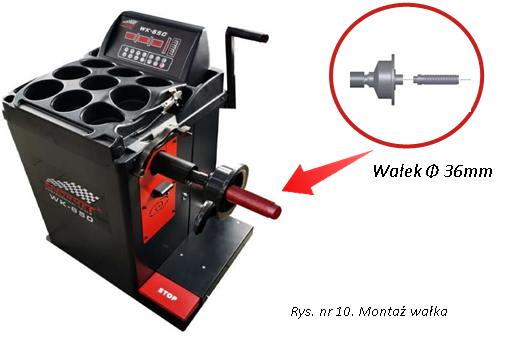 WK-650
WK-650
STOP
Wałek Φ 36mm
Rys. nr 10. Montaż wałka